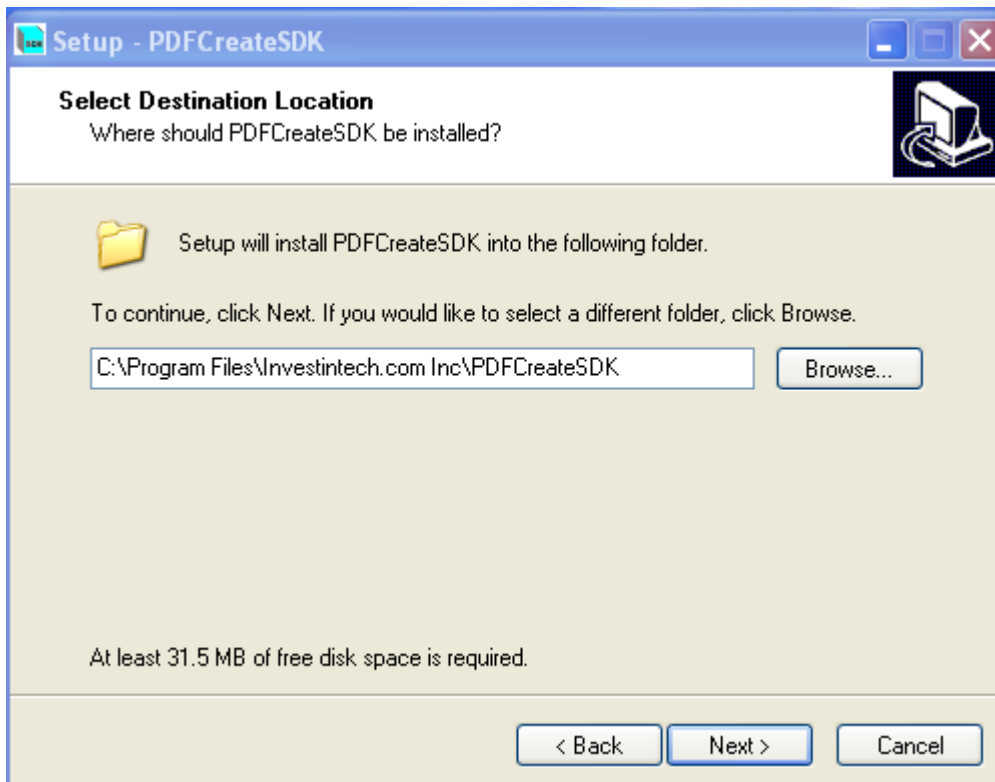 Setup - PDFCreateSDK
Select Destination Location
Where should PDFCreateSDK be installed?
Setup will install PDFCreateSDK into the following folder.
To continue, click Next. If you would like to select a different folder, click Browse.
C:\Program Files\Investintech.com Inc\PDFCreateSDK
Browse...
At least 31.5 MB of free disk space is required.
< Back
Next >
Cancel